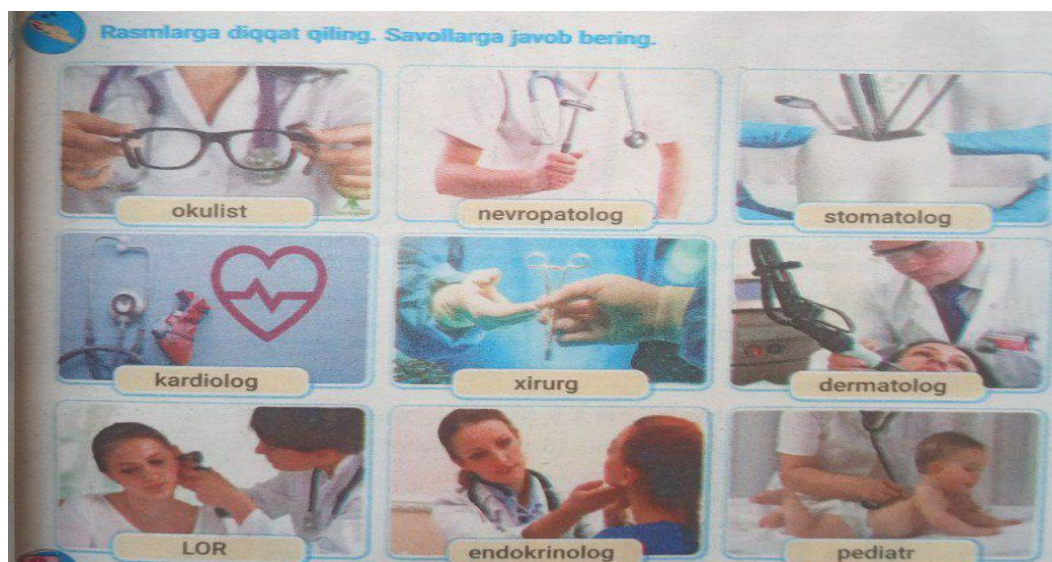 Rasmlarga diqqat qiling. Savollarga javob bering.
okulist
nevropatolog
stomatolog
kardiolog
xirurg
dermatolog
LOR
endokrinolog
pediatr